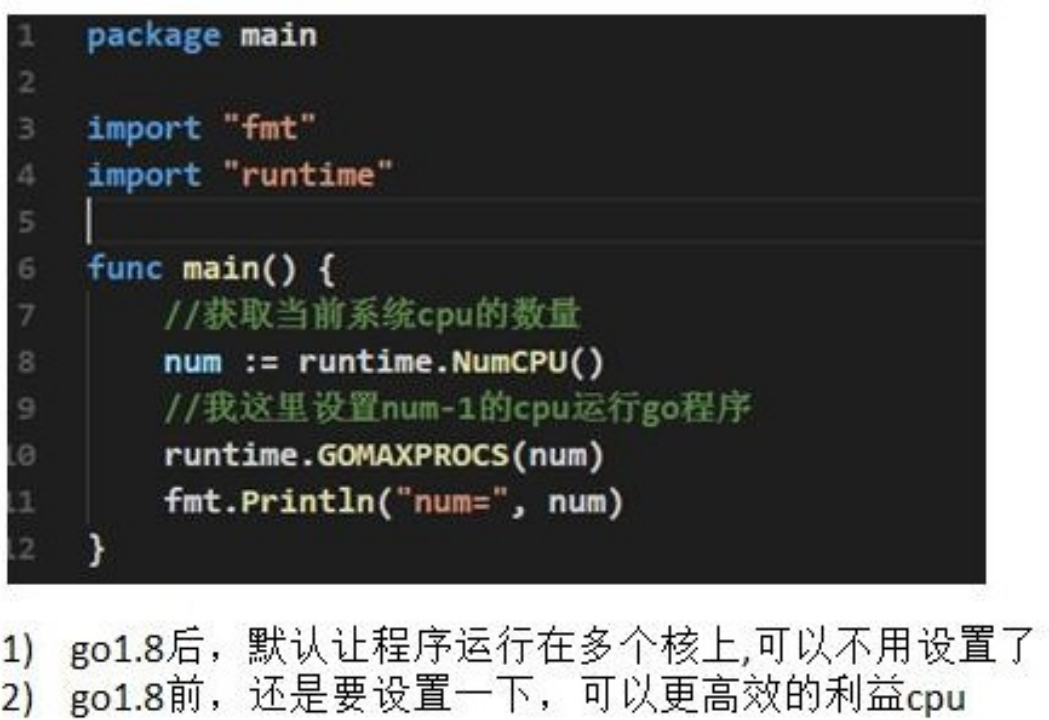 1 package main
2
3 import "fmt"
4 import "runtime"
5
6 func main() {
7 //获取当前系统cpu的数量
8 num := runtime.NumCPU()
9 //我这里设置num-1的cpu运行go程序
10 runtime.GOMAXPROCS(num)
11 fmt.Println("num=", num)
12 }
1) go1.8后，默认让程序运行在多个核上,可以不用设置了
2) go1.8前，还是要设置一下，可以更高效的利益cpu